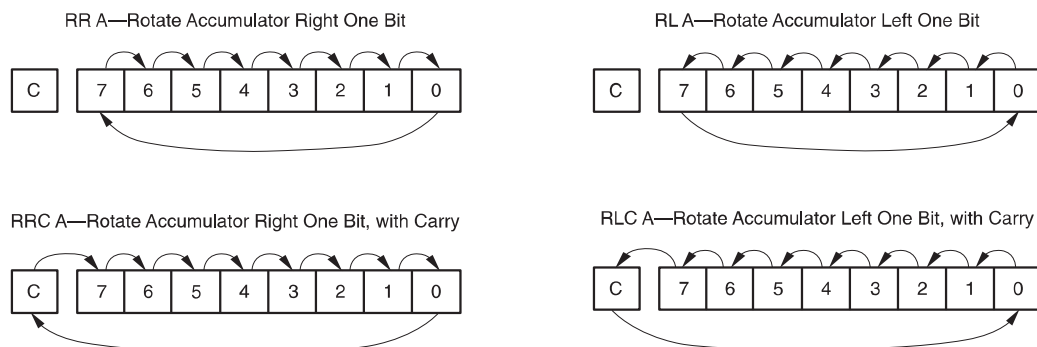 RR A—Rotate Accumulator Right One Bit
C 7 6 5 4 3 2 1 0
RL A—Rotate Accumulator Left One Bit
C 7 6 5 4 3 2 1 0
RRC A—Rotate Accumulator Right One Bit, with Carry
C 7 6 5 4 3 2 1 0
RLC A—Rotate Accumulator Left One Bit, with Carry
C 7 6 5 4 3 2 1 0